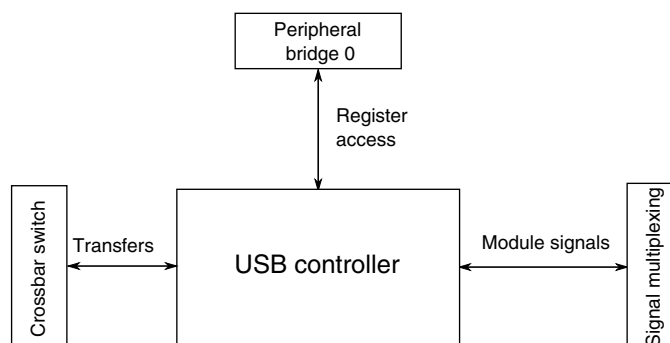 Peripheral
bridge 0
Register
access
Crossbar switch
Transfers
USB controller
Module signals
Signal multiplexing